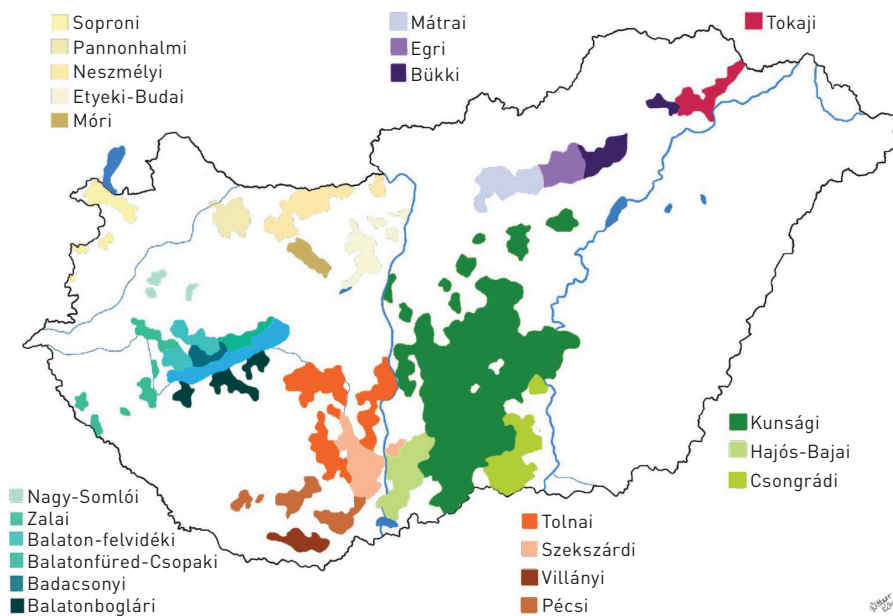 Soproni
Pannonhalmi
Neszmélyi
Etyeki-Budai
Móri
Mátrai
Egri
Bükki
Tokaji
Kunsági
Hajós-Bajai
Csongrádi
Nagy-Somlói
Zalai
Balaton-felvidéki
Balatonfüred-Csopaki
Badacsonyi
Balatonboglári
Tolnai
Szekszárdi
Villányi
Pécsi